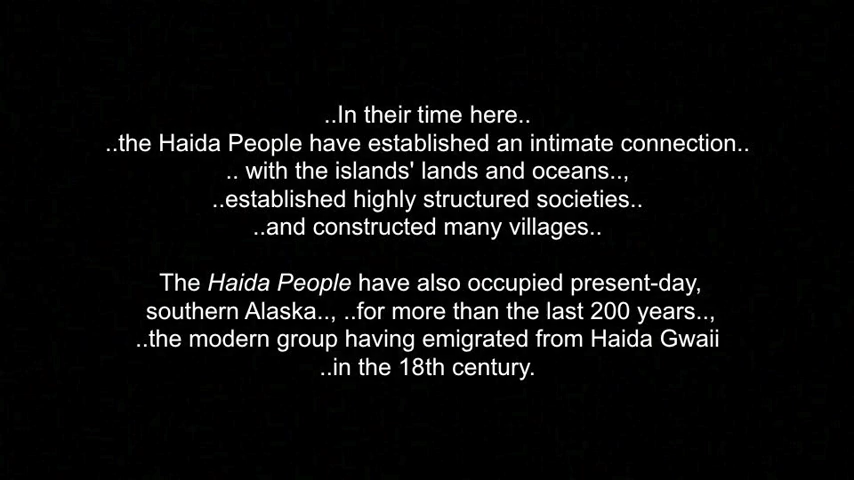 ..In their time here..
..the Haida People have established an intimate connection..
.. with the islands' lands and oceans..,
..established highly structured societies..
..and constructed many villages..
The Haida People have also occupied present-day,
southern Alaska.., ..for more than the last 200 years..,
..the modern group having emigrated from Haida Gwaii
..in the 18th century.